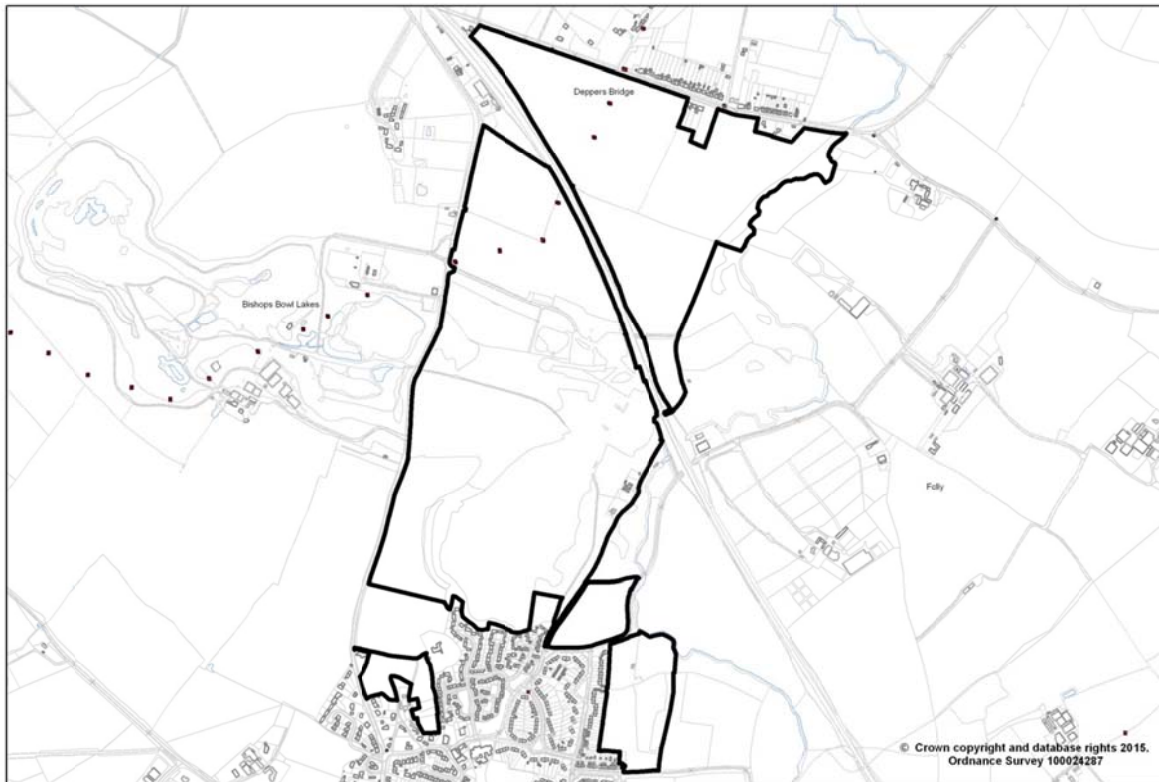 Deppers Bridge
Bishops Bowl Lakes
Folly
© Crown copyright and database rights 2015.
Ordnance Survey 100024287